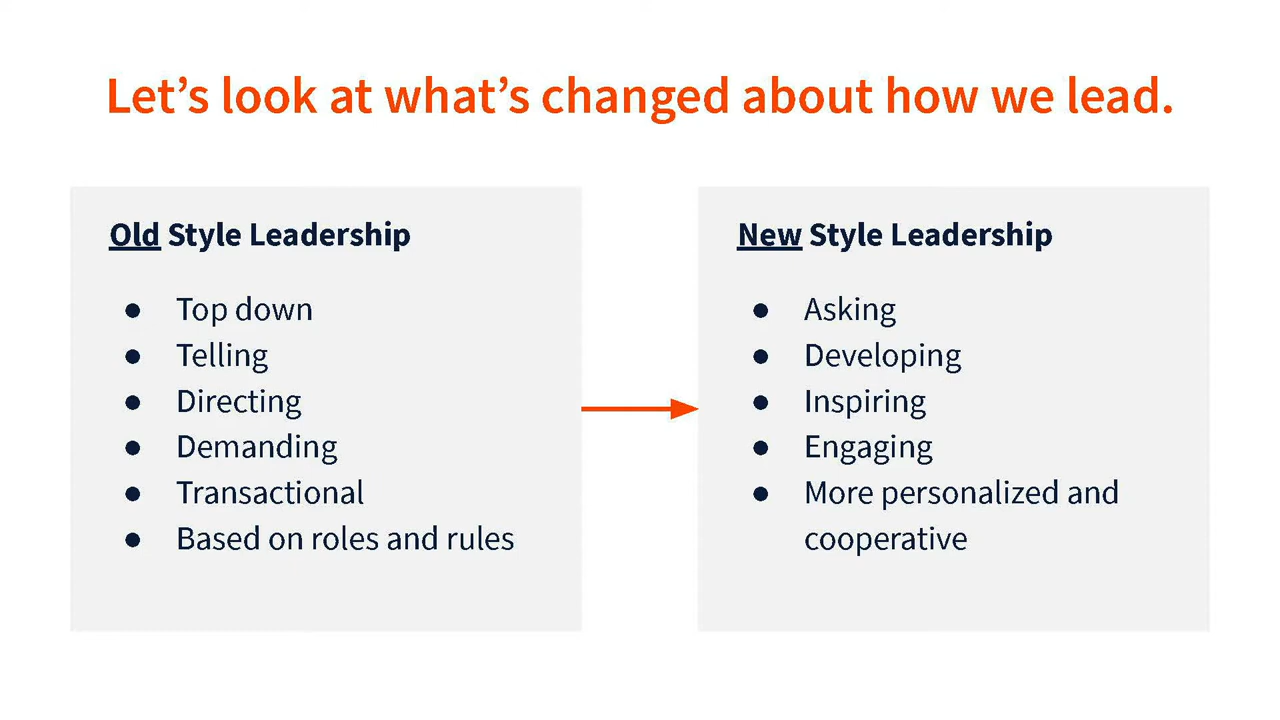 Let’s look at what’s changed about how we lead.
Old Style Leadership
● Top down
● Telling
● Directing
● Demanding
● Transactional
● Based on roles and rules
New Style Leadership
● Asking
● Developing
● Inspiring
● Engaging
● More personalized and
cooperative